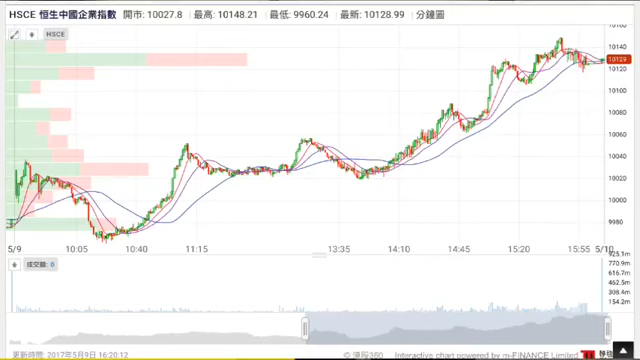 HSCE 恒生中國企業指數 開市: 10027.8 | 最高: 10148.21 | 最低: 9960.24 | 最新: 10128.99 | 分鐘圖
HSCE
10160
10140
10129
10120
10100
10080
10060
10040
10020
10000
9980
5/9 10:05 10:40 11:15 13:35 14:10 14:45 15:20 15:55 5/10
成交量: 0
925.1m
770.9m
616.7m
462.5m
308.4m
154.2m
更新時間: 2017年5月9日 16:20:12
Interactive chart powered by m-FINANCE Limited